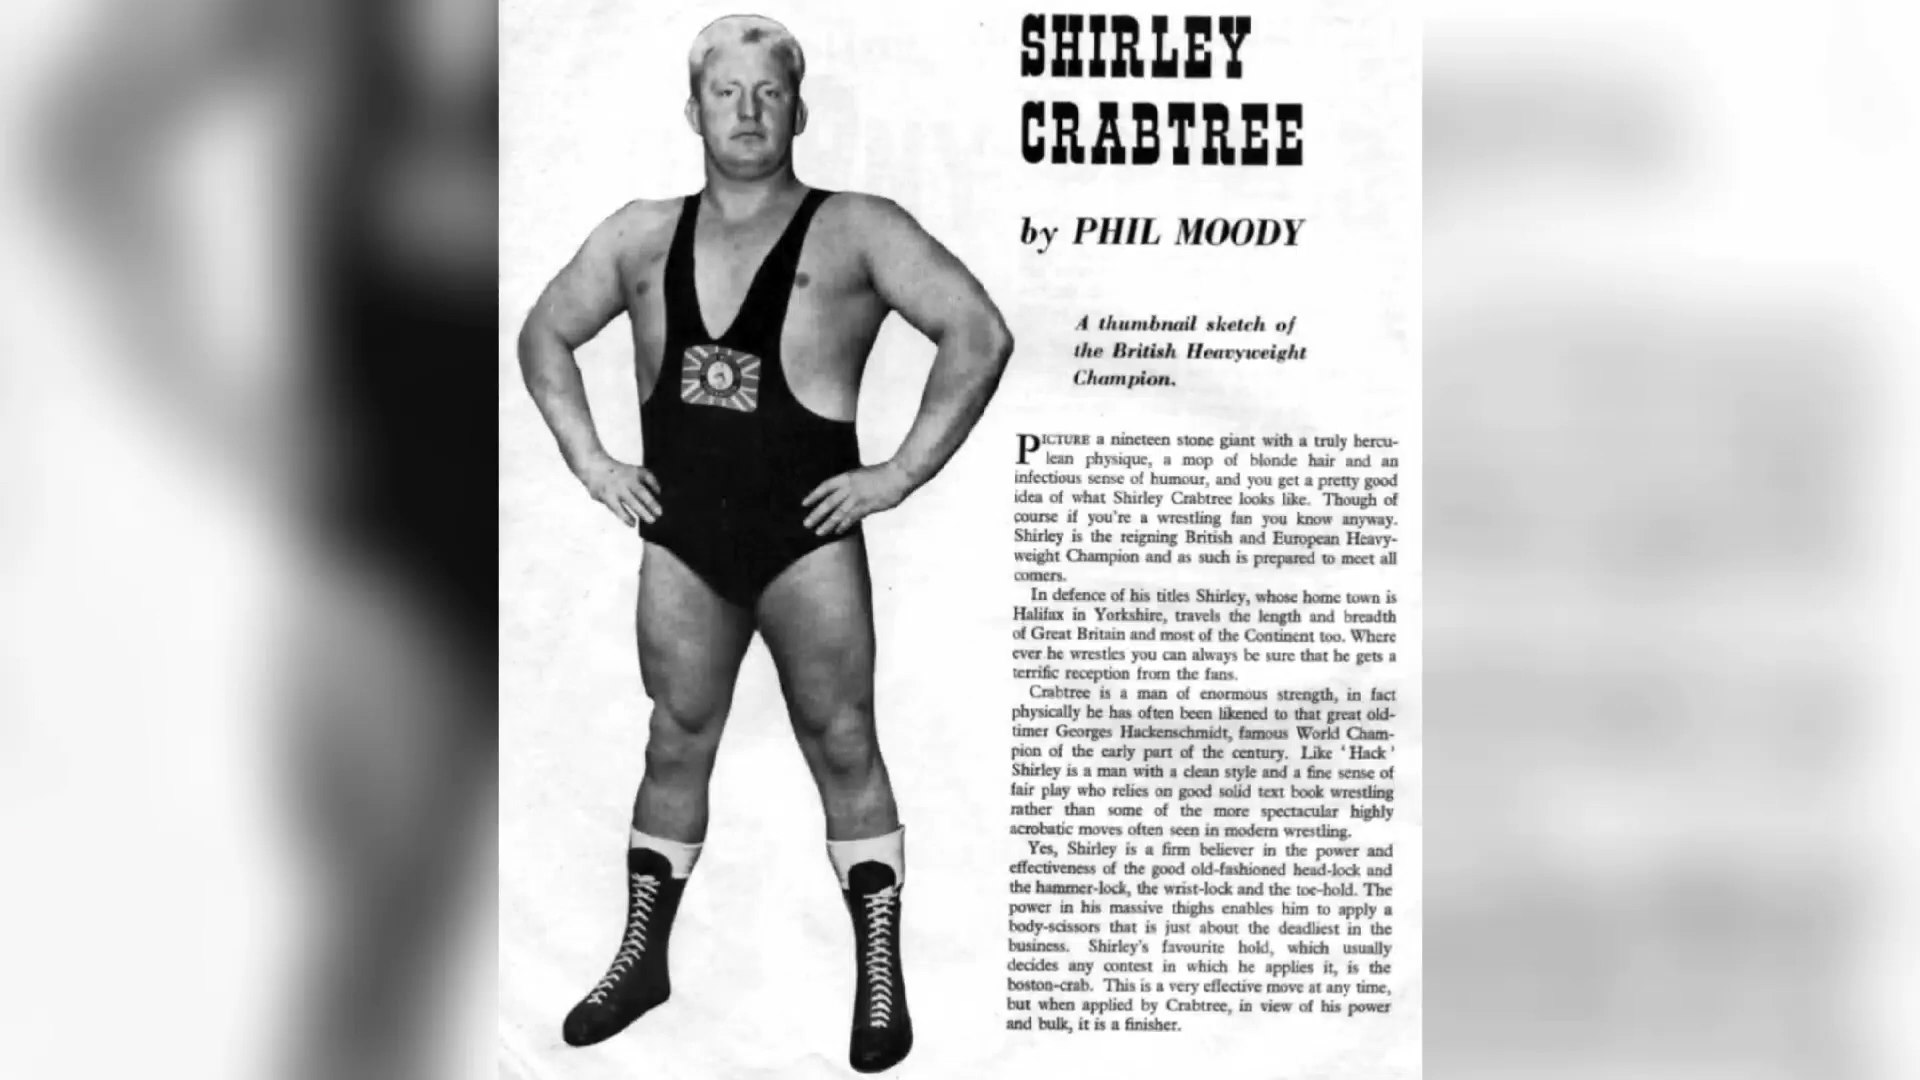 SHIRLEY
CRABTREE
by PHIL MOODY
A thumbnail sketch of
the British Heavyweight
Champion.
PICTURE a nineteen stone giant with a truly hercu-
lean physique, a mop of blonde hair and an
infectious sense of humour, and you get a pretty good
idea of what Shirley Crabtree looks like. Though of
course if you're a wrestling fan you know anyway.
Shirley is the reigning British and European Heavy-
weight Champion and as such is prepared to meet all
comers.
In defence of his titles Shirley, whose home town is
Halifax in Yorkshire, travels the length and breadth
of Great Britain and most of the Continent too. Where
ever he wrestles you can always be sure that he gets a
terrific reception from the fans.
Crabtree is a man of enormous strength, in fact
physically he has often been likened to that great old-
timer Georges Hackenschmidt, famous World Cham-
pion of the early part of the century. Like ‘Hack’
Shirley is a man with a clean style and a fine sense of
fair play who relies on good solid text book wrestling
rather than some of the more spectacular highly
acrobatic moves often seen in modern wrestling.
Yes, Shirley is a firm believer in the power and
effectiveness of the good old-fashioned head-lock and
the hammer-lock, the wrist-lock and the toe-hold. The
power in his massive thighs enables him to apply a
body-scissors that is just about the deadliest in the
business. Shirley's favourite hold, which usually
decides any contest in which he applies it, is the
boston-crab. This is a very effective move at any time,
but when applied by Crabtree, in view of his power
and bulk, it is a finisher.